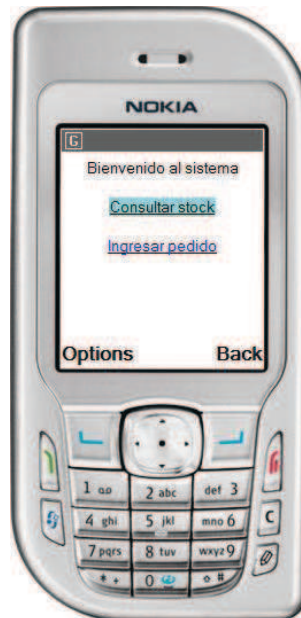 NOKIA
G
Bienvenido al sistema
Consultar stock
Ingresar pedido
Options Back
1 2 abc def 3
4 ghi 5 jkl mno 6 C
7 pqrs 8 tuv wxyz 9
* + 0 #